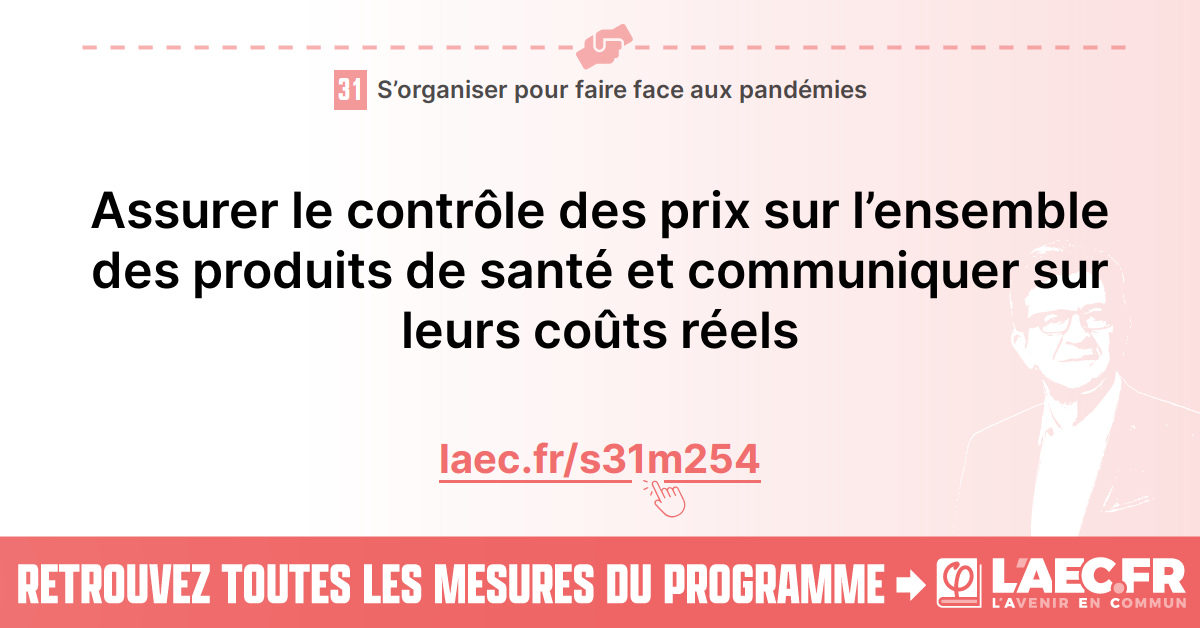 31 S’organiser pour faire face aux pandémies
Assurer le contrôle des prix sur l’ensemble
des produits de santé et communiquer sur
leurs coûts réels
laec.fr/s31m254
RETROUVEZ TOUTES LES MESURES DU PROGRAMME
φ L'AEC.FR
L'AVENIR EN COMMUN